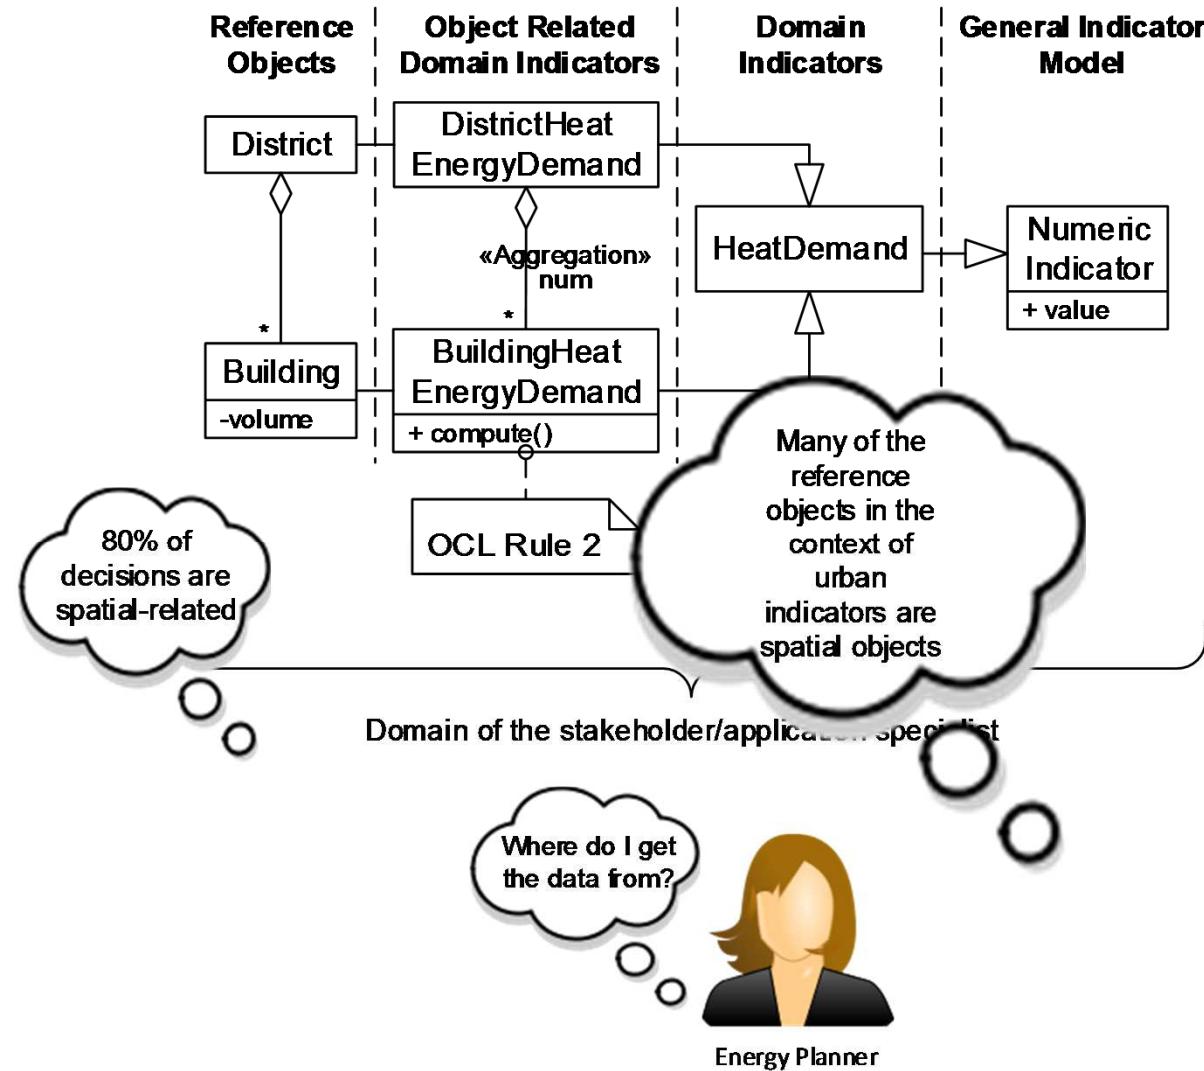 Reference
Objects
Object Related
Domain Indicators
Domain
Indicators
General Indicator
Model
District
DistrictHeat
EnergyDemand
HeatDemand
Numeric
Indicator
+ value
«Aggregation»
num
*
*
Building
-volume
BuildingHeat
EnergyDemand
+ compute()
OCL Rule 2
80% of
decisions are
spatial-related
Many of the
reference
objects in the
context of
urban
indicators are
spatial objects
Domain of the stakeholder/application specialist
Where do I get
the data from?
Energy Planner